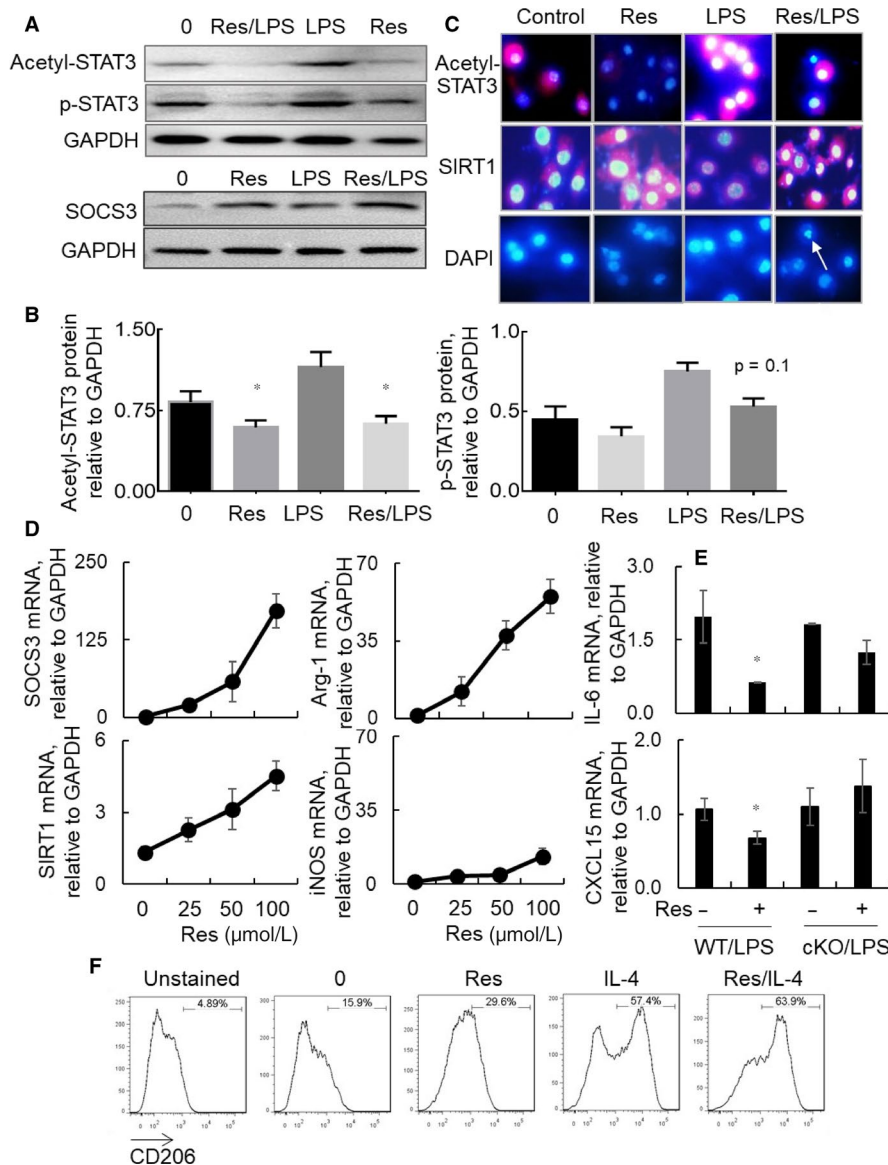 A
0 Res/LPS LPS Res
Acetyl-STAT3
p-STAT3
GAPDH
0 Res LPS Res/LPS
SOCS3
GAPDH
C
Control Res LPS Res/LPS
Acetyl-
STAT3
SIRT1
DAPI
B
Acetyl-STAT3 protein
relative to GAPDH
1.50
0.75
0.00
* *
0 Res LPS Res/LPS
p-STAT3 protein,
relative to GAPDH
1.0
0.5
0.0
p = 0.1
0 Res LPS Res/LPS
D
SOCS3 mRNA,
relative to GAPDH
250
125
0
Arg-1 mRNA,
relative to GAPDH
70
35
0
SIRT1 mRNA,
relative to GAPDH
6
3
0
0 25 50 100
Res (µmol/L)
iNOS mRNA,
relative to GAPDH
70
35
0
0 25 50 100
Res (µmol/L)
E
IL-6 mRNA, relative
to GAPDH
3.0
1.5
0.0
*
CXCL15 mRNA,
relative to GAPDH
2.0
1.0
0.0
*
Res – + – +
WT/LPS cKO/LPS
F
Unstained 0 Res IL-4 Res/IL-4
4.89% 15.9% 29.6% 57.4% 63.9%
CD206